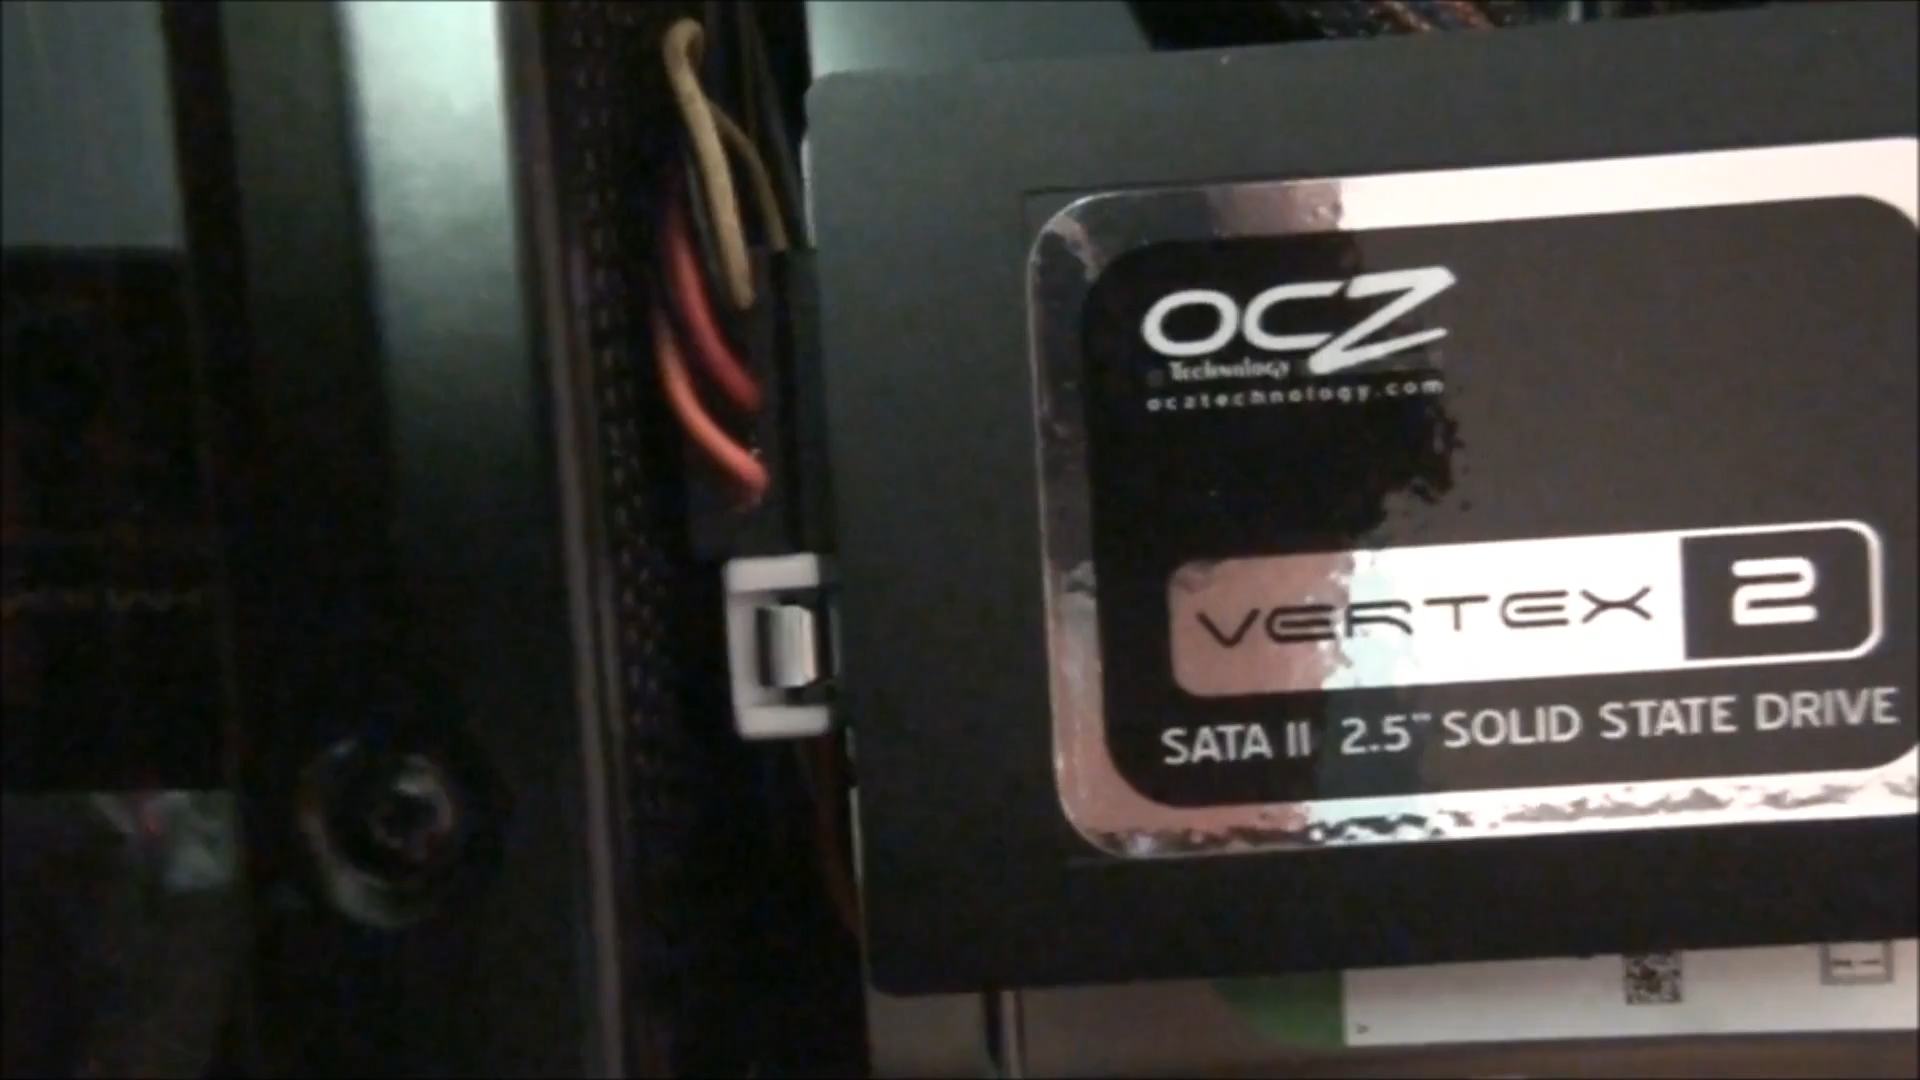 OCZ
Technology
ocztechnology.com
VERTEX 2
SATA II 2.5" SOLID STATE DRIVE